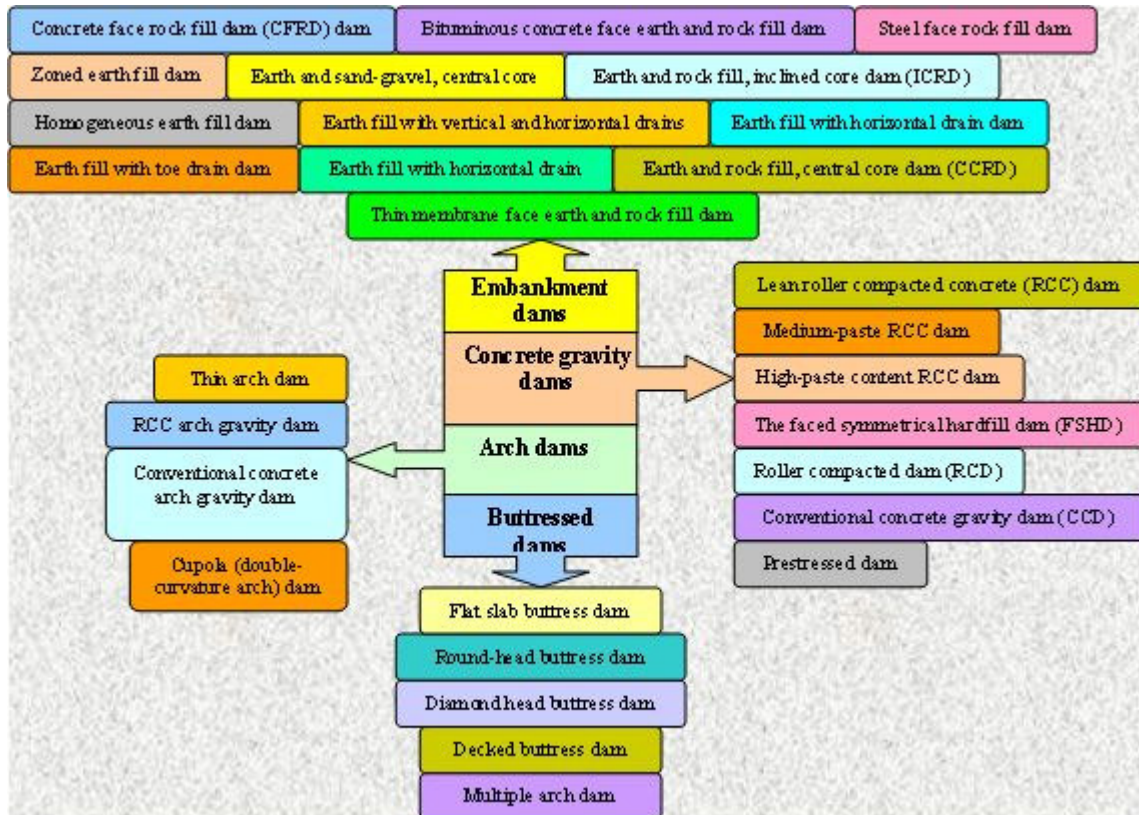 Concrete face rock fill dam (CFRD) dam
Bituminous concrete face earth and rock fill dam
Steel face rock fill dam
Zoned earth fill dam
Earth and sand-gravel, central core
Earth and rock fill, inclined core dam (ICRD)
Homogeneous earth fill dam
Earth fill with vertical and horizontal drains
Earth fill with horizontal drain dam
Earth fill with toe drain dam
Earth fill with horizontal drain
Earth and rock fill, central core dam (CCRD)
Thin membrane face earth and rock fill dam
Embankment
dams
Concrete gravity
dams
Arch dams
Buttressed
dams
Thin arch dam
RCC arch gravity dam
Conventional concrete
arch gravity dam
Cupola (double-
curvature arch) dam
Lean roller compacted concrete (RCC) dam
Medium-paste RCC dam
High-paste content RCC dam
The faced symmetrical hardfill dam (FSHD)
Roller compacted dam (RCD)
Conventional concrete gravity dam (CCD)
Prestressed dam
Flat slab buttress dam
Round-head buttress dam
Diamond head buttress dam
Decked buttress dam
Multiple arch dam